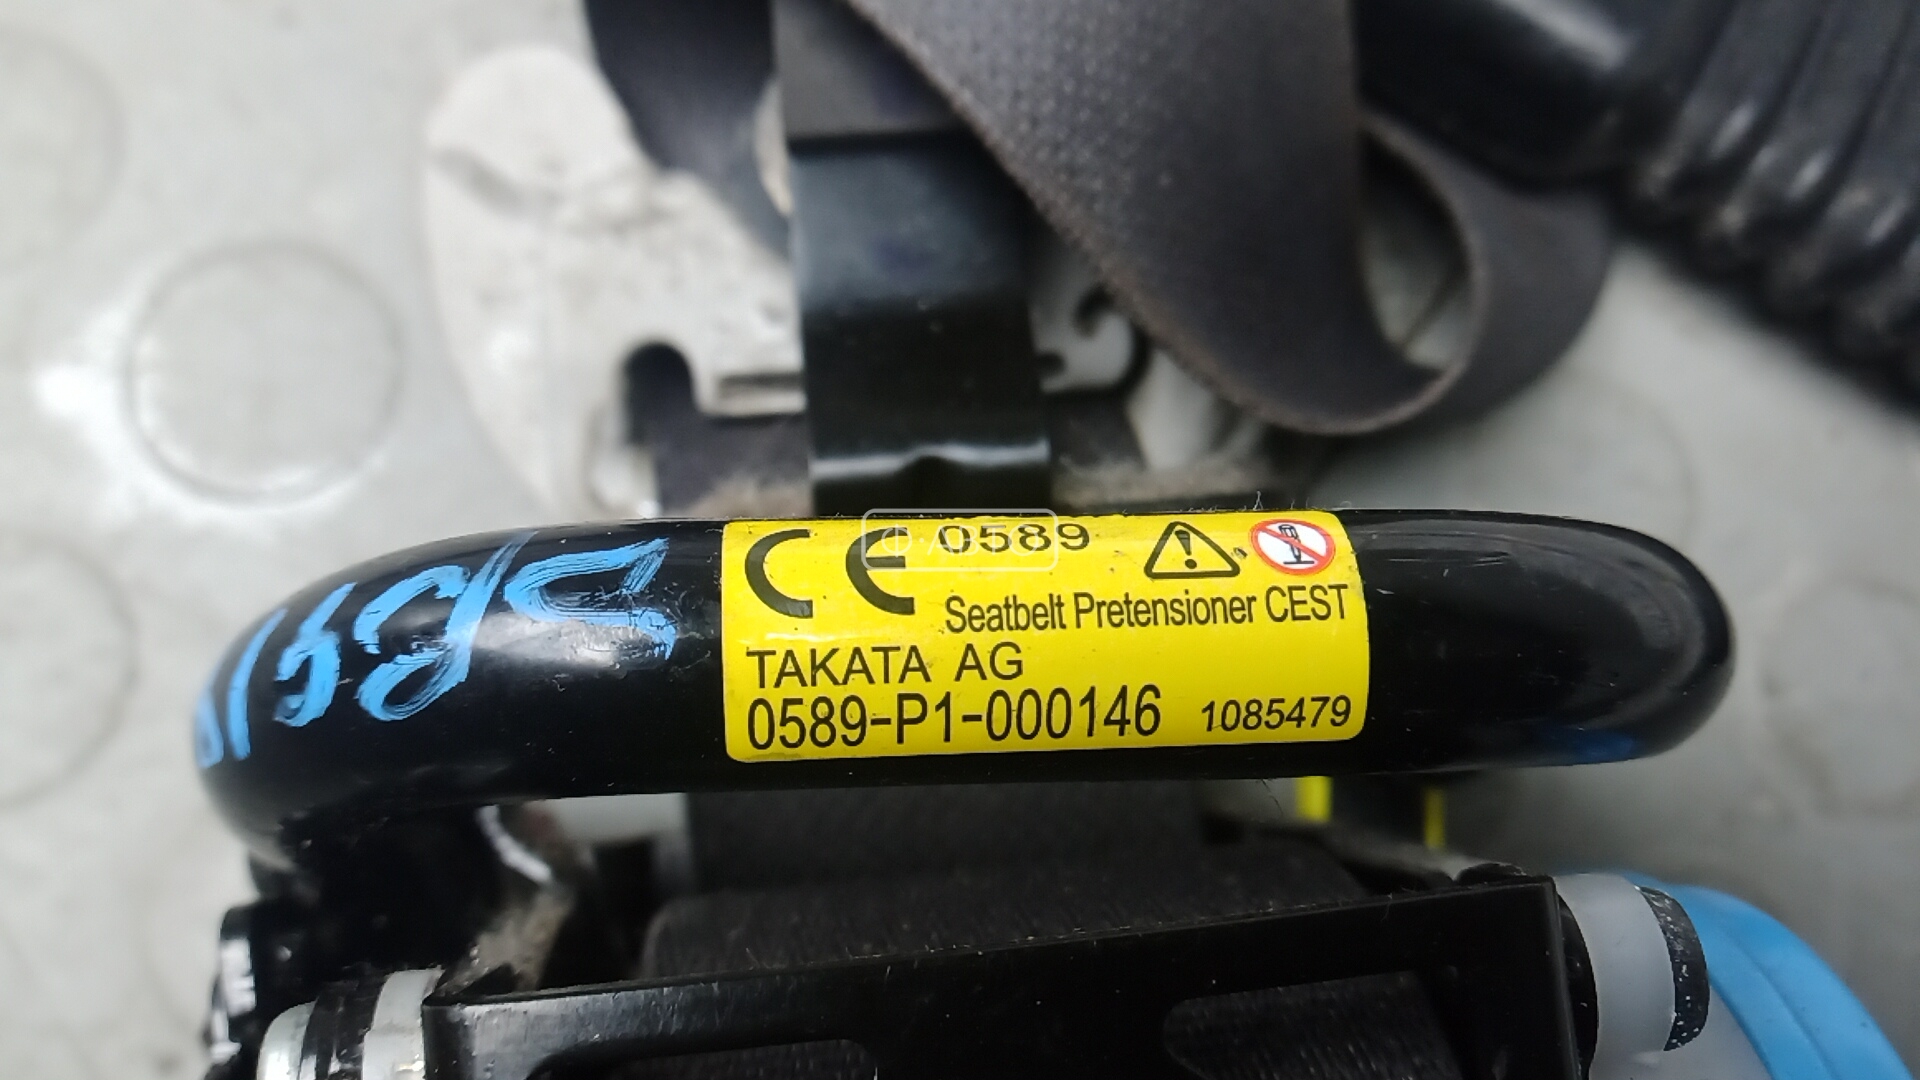 CE 0589
Seatbelt Pretensioner CEST
TAKATA AG
0589-P1-000146 1085479